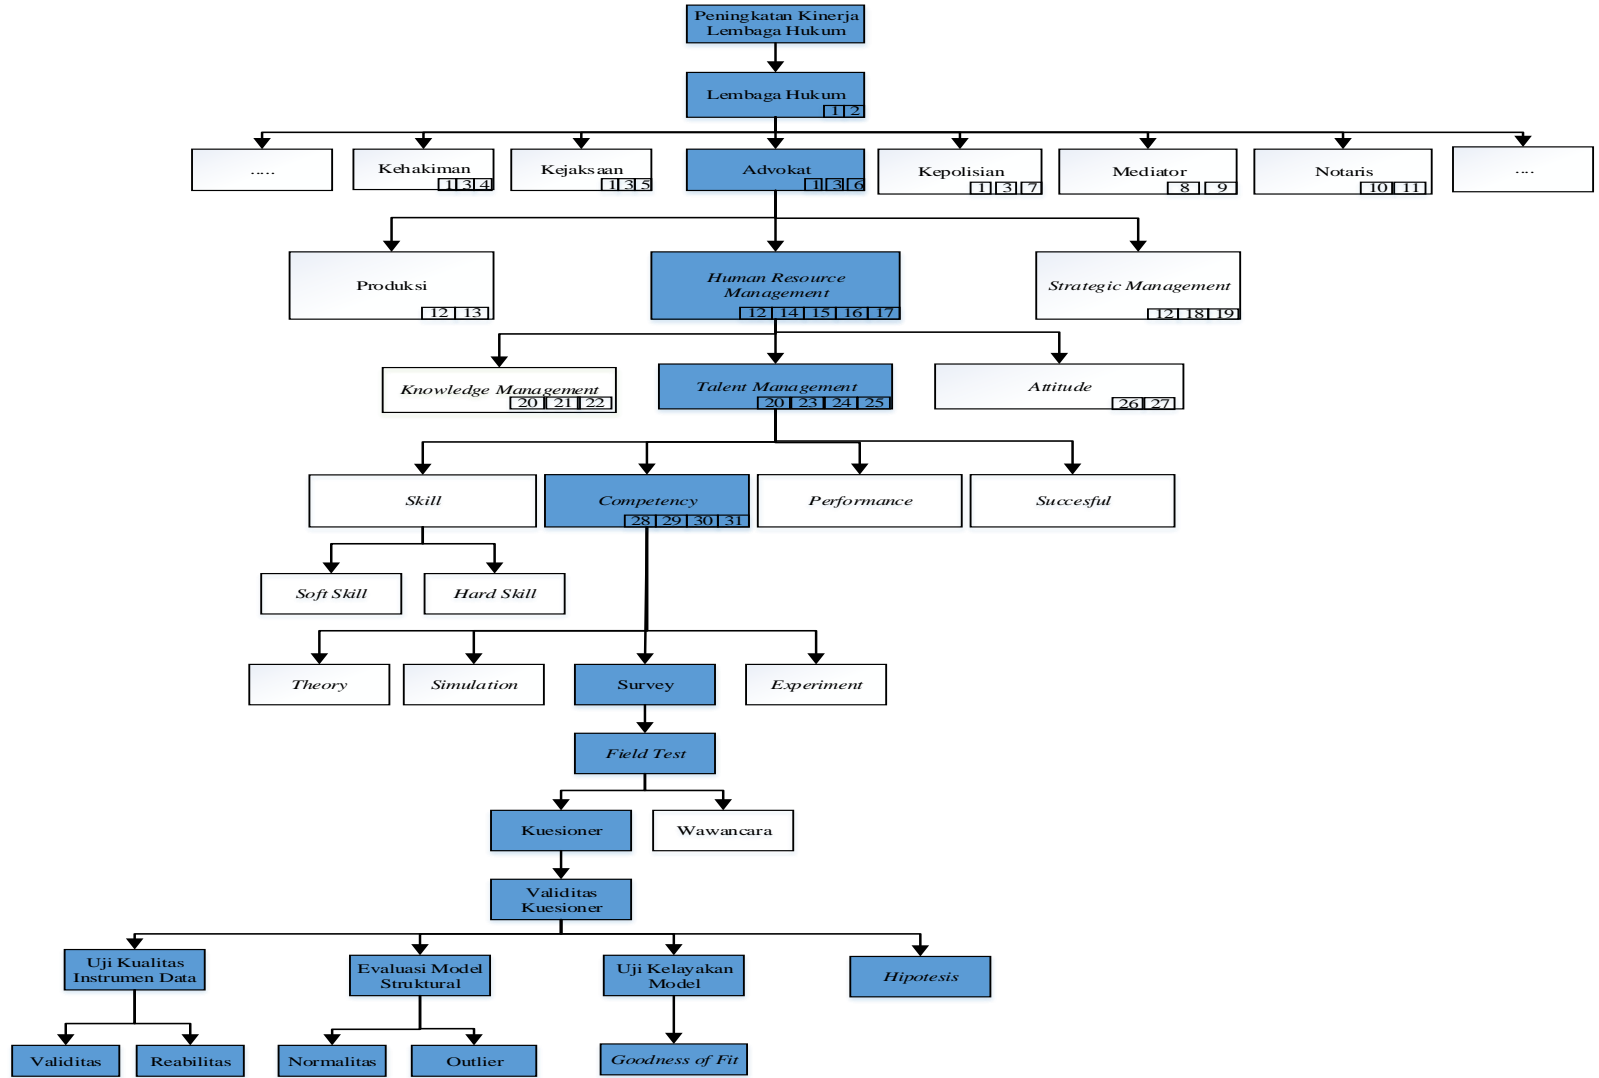 Peningkatan Kinerja
Lembaga Hukum
Lembaga Hukum
1 2
.....
Kehakiman
1 3 4
Kejaksaan
1 3 5
Advokat
1 3 6
Kepolisian
1 3 7
Mediator
8 9
Notaris
10 11
....
Produksi
12 13
Human Resource
Management
12 14 15 16 17
Strategic Management
12 18 19
Knowledge Management
20 21 22
Talent Management
20 23 24 25
Attitude
26 27
Skill
Competency
28 29 30 31
Performance
Succesful
Soft Skill
Hard Skill
Theory
Simulation
Survey
Experiment
Field Test
Kuesioner
Wawancara
Validitas
Kuesioner
Uji Kualitas
Instrumen Data
Evaluasi Model
Struktural
Uji Kelayakan
Model
Hipotesis
Validitas
Reabilitas
Normalitas
Outlier
Goodness of Fit